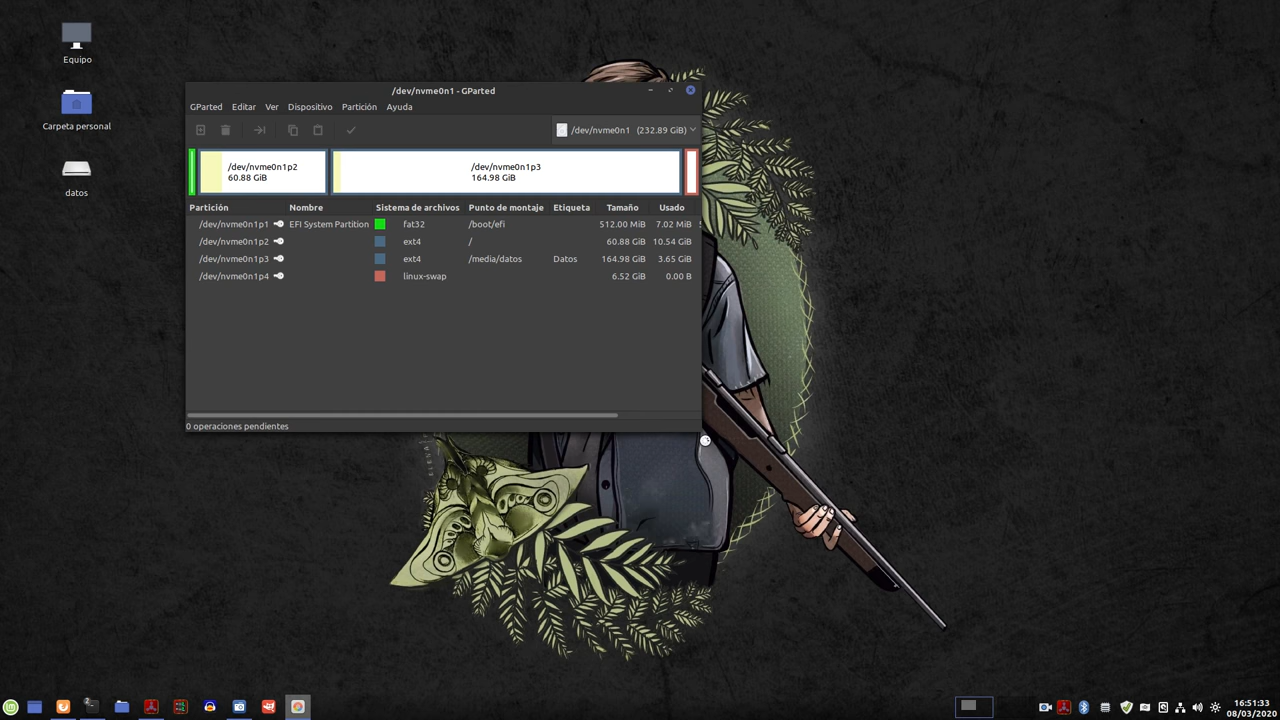 Equipo
Carpeta personal
datos
/dev/nvme0n1 - GParted
GParted Editar Ver Dispositivo Partición Ayuda
/dev/nvme0n1 (232.89 GiB)
/dev/nvme0n1p2
60.88 GiB
/dev/nvme0n1p3
164.98 GiB
Partición Nombre Sistema de archivos Punto de montaje Etiqueta Tamaño Usado
/dev/nvme0n1p1 EFI System Partition fat32 /boot/efi 512.00 MiB 7.02 MiB
/dev/nvme0n1p2 ext4 / 60.88 GiB 10.54 GiB
/dev/nvme0n1p3 ext4 /media/datos Datos 164.98 GiB 3.65 GiB
/dev/nvme0n1p4 linux-swap 6.52 GiB 0.00 B
0 operaciones pendientes
16:51:33
08/03/2020